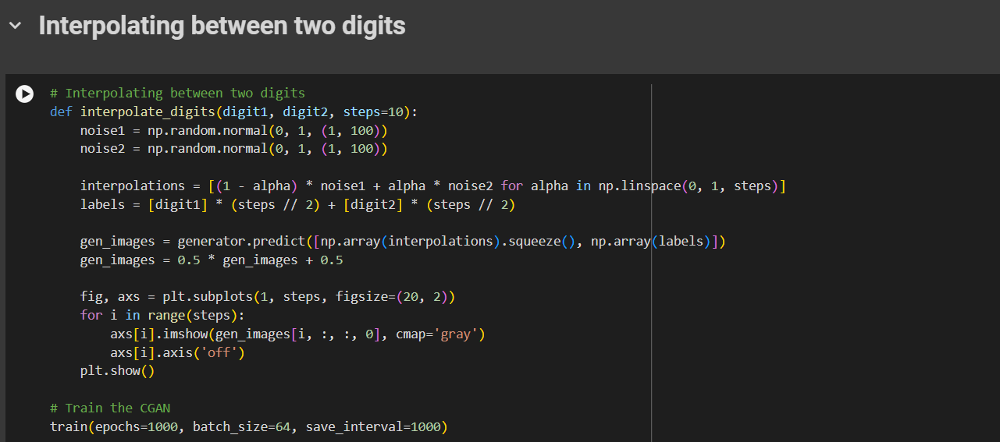 Interpolating between two digits
# Interpolating between two digits
def interpolate_digits(digit1, digit2, steps=10):
    noise1 = np.random.normal(0, 1, (1, 100))
    noise2 = np.random.normal(0, 1, (1, 100))
    interpolations = [(1 - alpha) * noise1 + alpha * noise2 for alpha in np.linspace(0, 1, steps)]
    labels = [digit1] * (steps // 2) + [digit2] * (steps // 2)
    gen_images = generator.predict([np.array(interpolations).squeeze(), np.array(labels)])
    gen_images = 0.5 * gen_images + 0.5
    fig, axs = plt.subplots(1, steps, figsize=(20, 2))
    for i in range(steps):
        axs[i].imshow(gen_images[i, :, :, 0], cmap='gray')
        axs[i].axis('off')
    plt.show()
# Train the CGAN
train(epochs=1000, batch_size=64, save_interval=1000)